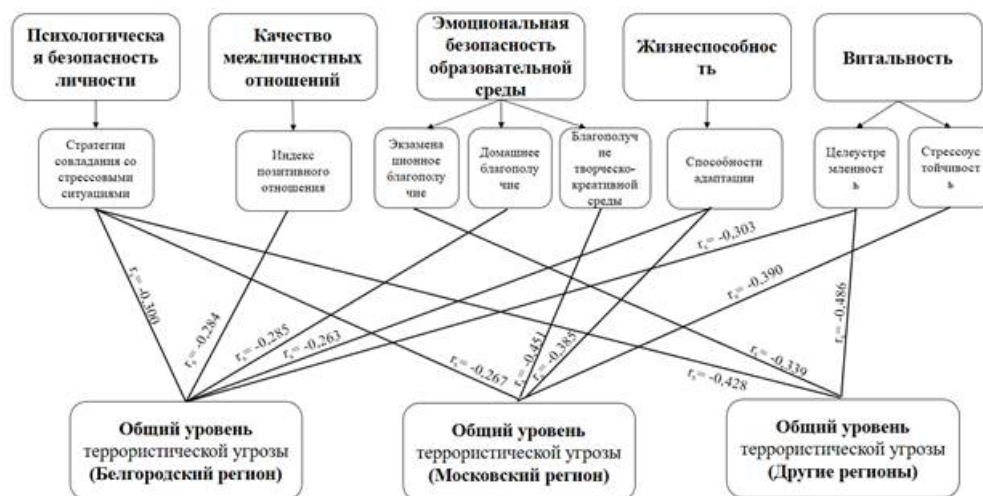 Психологическа
я безопасность
личности
Качество
межличностных
отношений
Эмоциональная
безопасность
образовательной
среды
Жизнеспособнос
ть
Витальность
Стратегии
совладания со
стрессовыми
ситуациями
Индекс
позитивного
отношения
Экзамена
ционное
благополу
чие
Домашнее
благополу
чие
Благополуч
ие
творческо-
креативной
среды
Способности
адаптации
Целеустре
мленност
ь
Стрессоус
тойчивост
ь
rs= -0,300
rs= -0,284
rs= -0,285
rs= -0,263
rs= -0,303
rs= -0,267
rs= -0,451
rs= -0,385
rs= -0,390
rs= -0,486
rs= -0,339
rs= -0,428
Общий уровень
террористической угрозы
(Белгородский регион)
Общий уровень
террористической угрозы
(Московский регион)
Общий уровень
террористической угрозы
(Другие регионы)